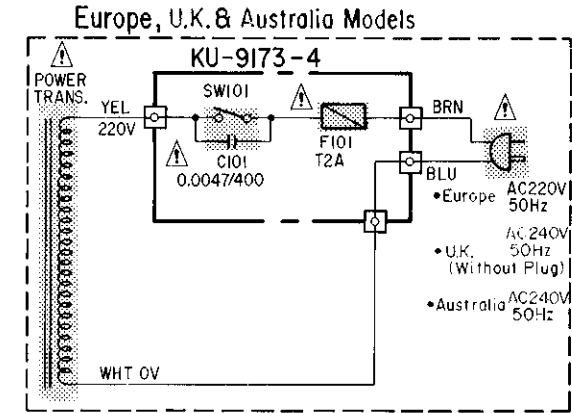 Europe, U.K. & Australia Models
KU-9173-4
POWER
TRANS.
YEL
220V
SW101
C101
0.0047/400
F101
T2A
BRN
BLU
•Europe AC220V
50Hz
•U.K. AC240V
50Hz
(Without Plug)
•Australia AC240V
50Hz
WHT 0V